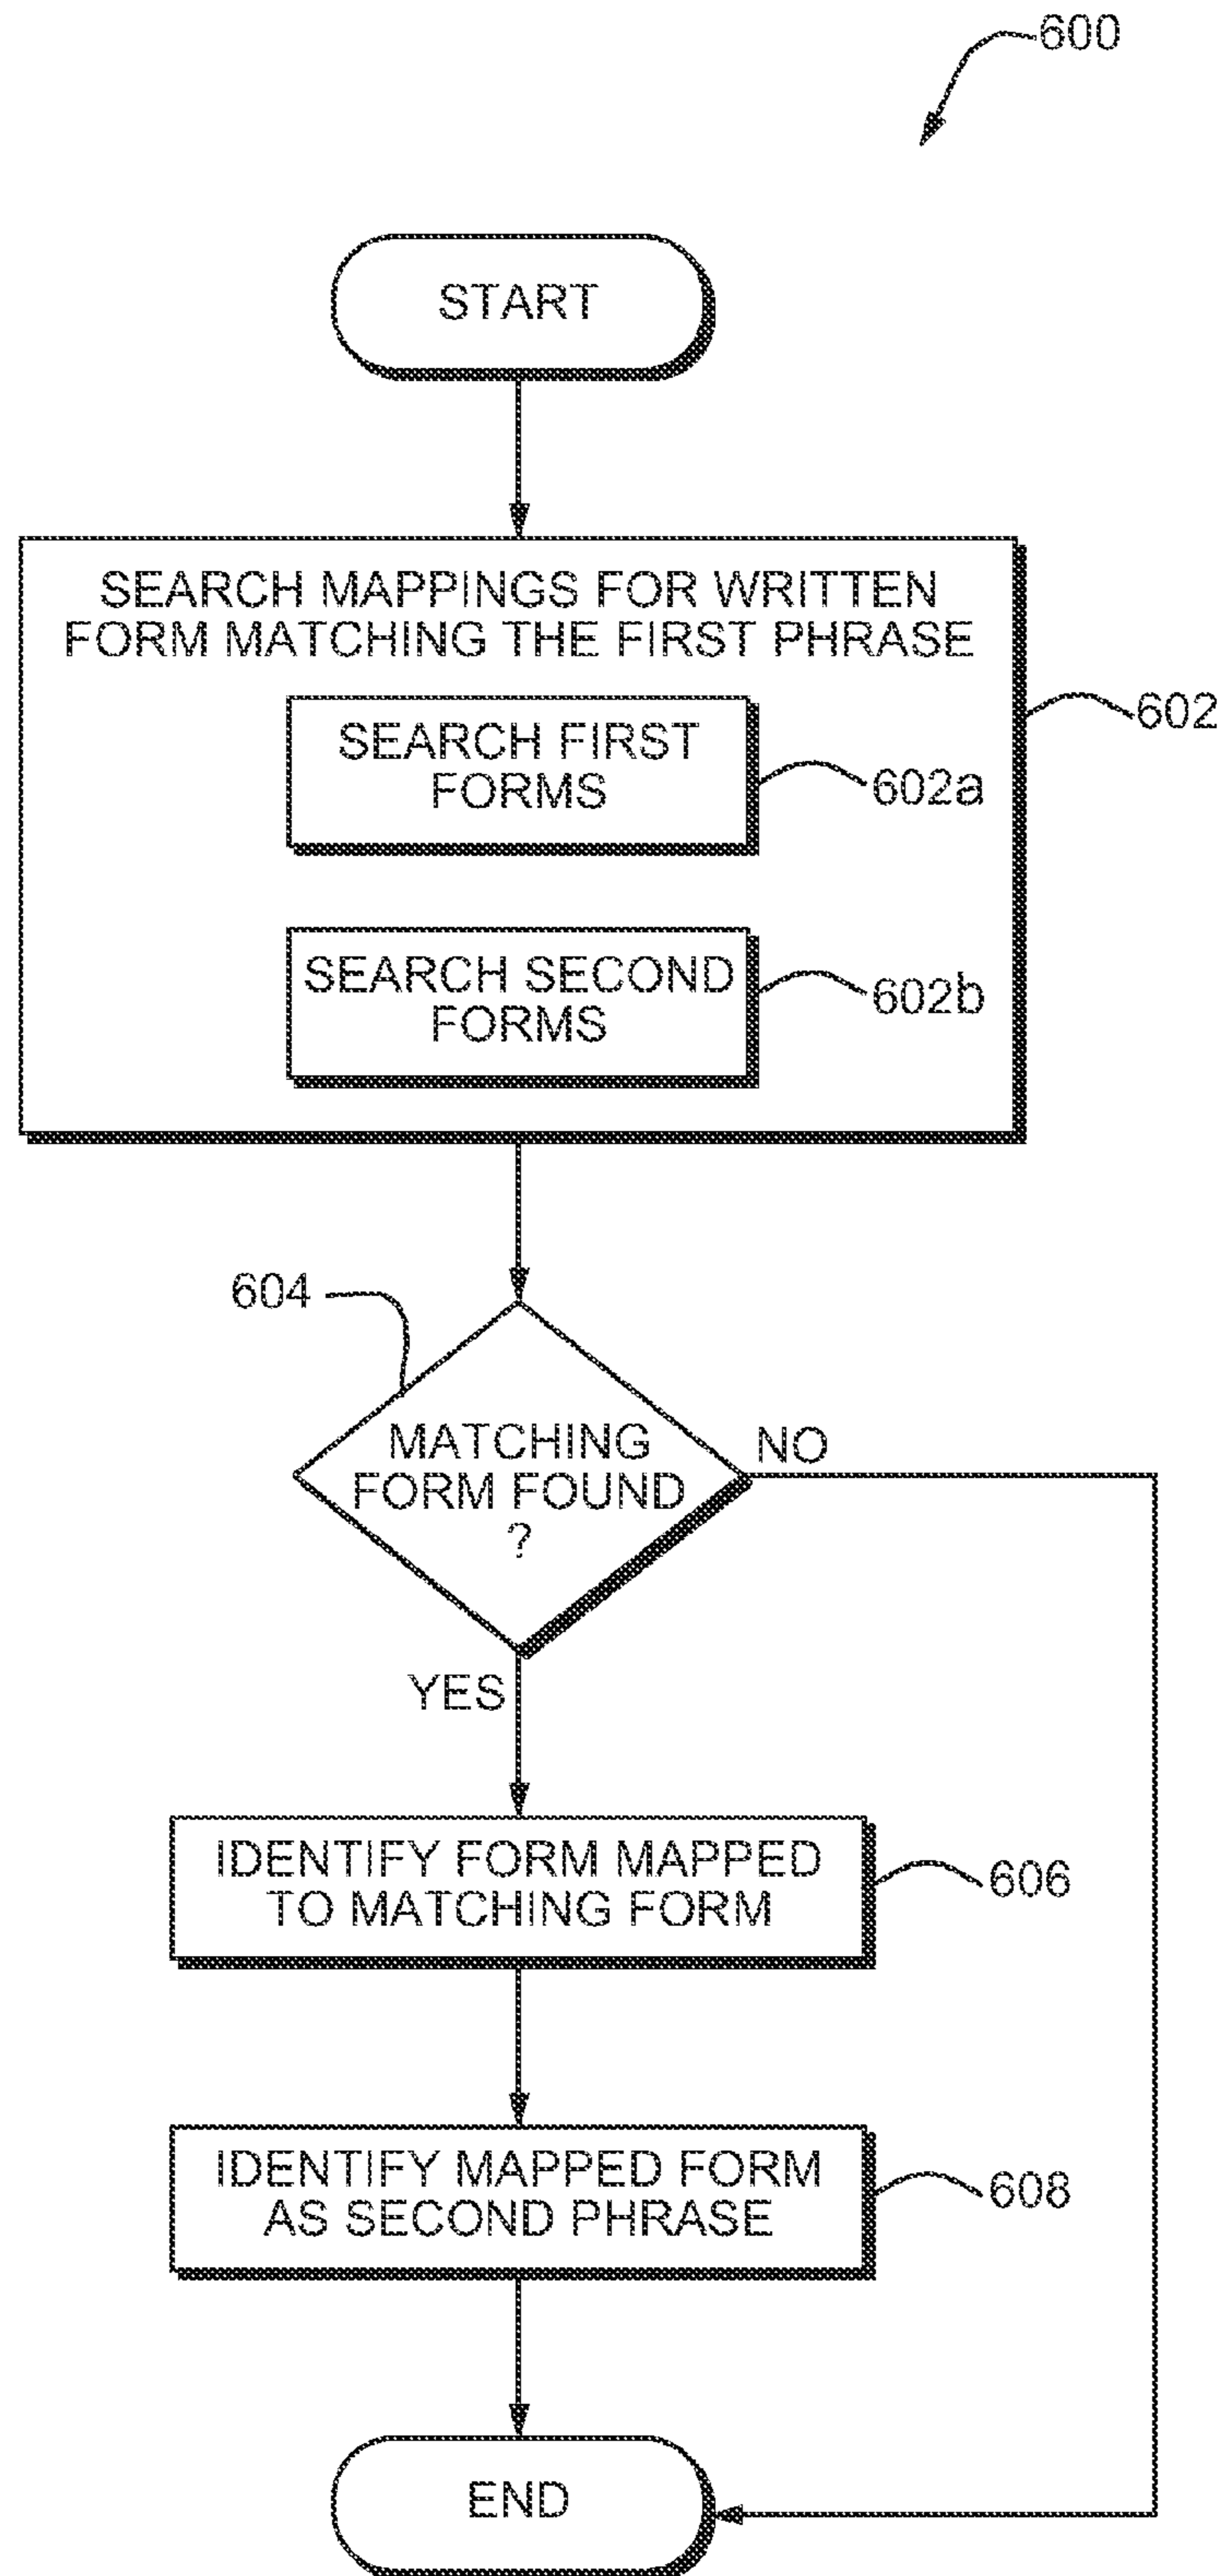 600
START
SEARCH MAPPINGS FOR WRITTEN
FORM MATCHING THE FIRST PHRASE
602
SEARCH FIRST
FORMS
602a
SEARCH SECOND
FORMS
602b
604
MATCHING
FORM FOUND
?
NO
YES
IDENTIFY FORM MAPPED
TO MATCHING FORM
606
IDENTIFY MAPPED FORM
AS SECOND PHRASE
608
END